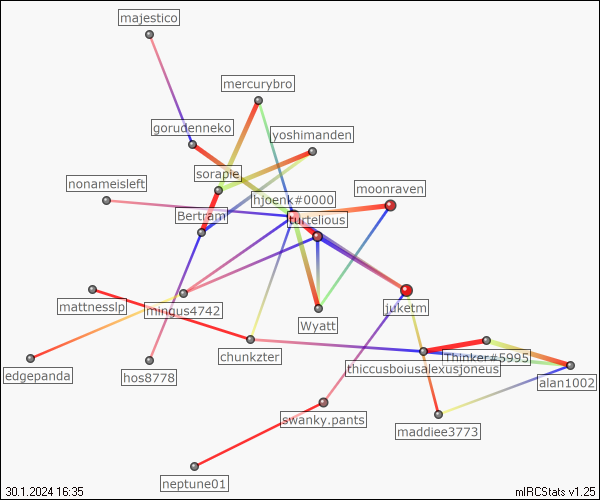 majestico
mercurybro
gorudenneko
yoshimanden
sorapie
nonameisleft
moonraven
hjoenk#0000
Bertram
turtelious
mattnesslp
mingus4742
juketm
Wyatt
chunkzter
Thinker#5995
edgepanda
hos8778
thiccusboiusalexusjoneus
alan1002
swanky.pants
maddiee3773
neptune01
30.1.2024 16:35
mIRCStats v1.25